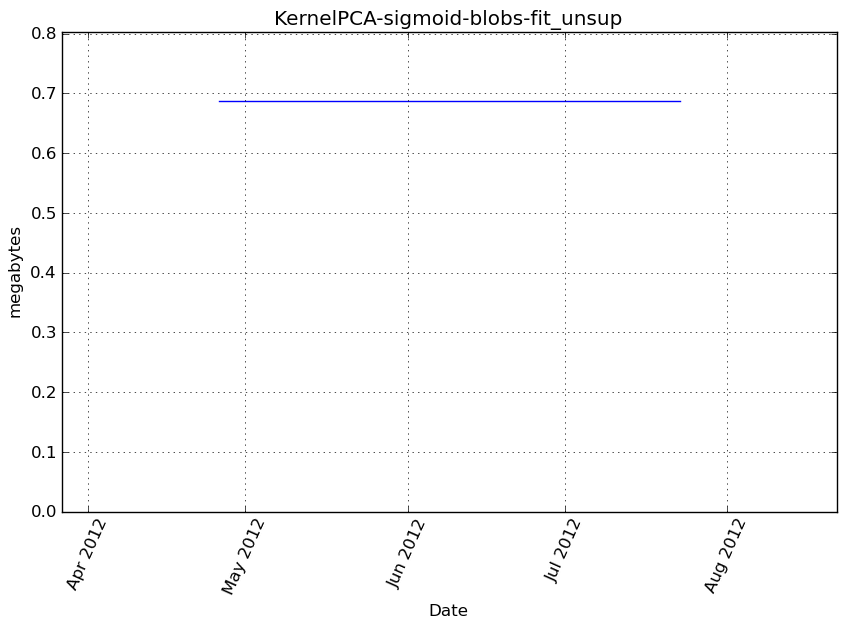 KernelPCA-sigmoid-blobs-fit_unsup
0.8
0.7
0.6
0.5
0.4
0.3
0.2
0.1
0.0
megabytes
Apr 2012
May 2012
Jun 2012
Jul 2012
Aug 2012
Date